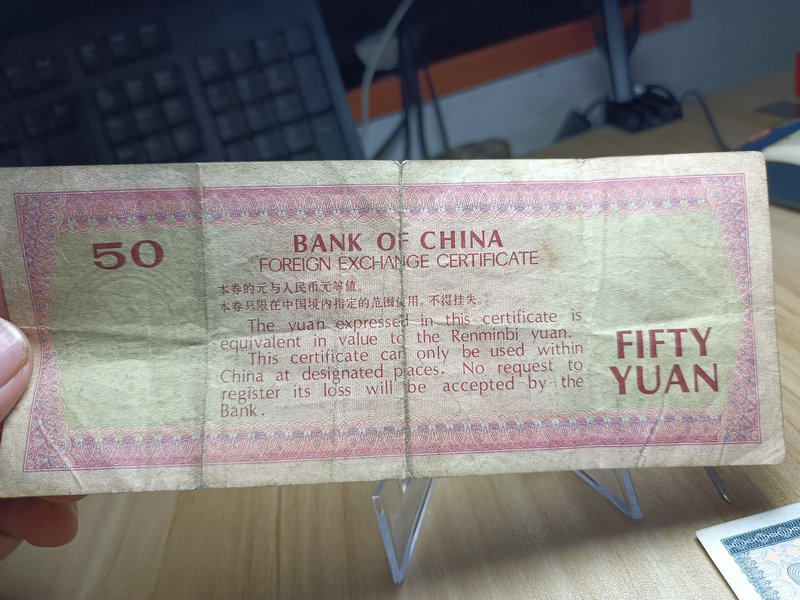 50
BANK OF CHINA
FOREIGN EXCHANGE CERTIFICATE
本券的元与人民币元等值。
本券只限在中国境内指定的范围使用。不得挂失。
The yuan expressed in this certificate is
equivalent in value to the Renminbi yuan.
This certificate can only be used within
China at designated places. No request to
register its loss will be accepted by the
Bank.
FIFTY
YUAN